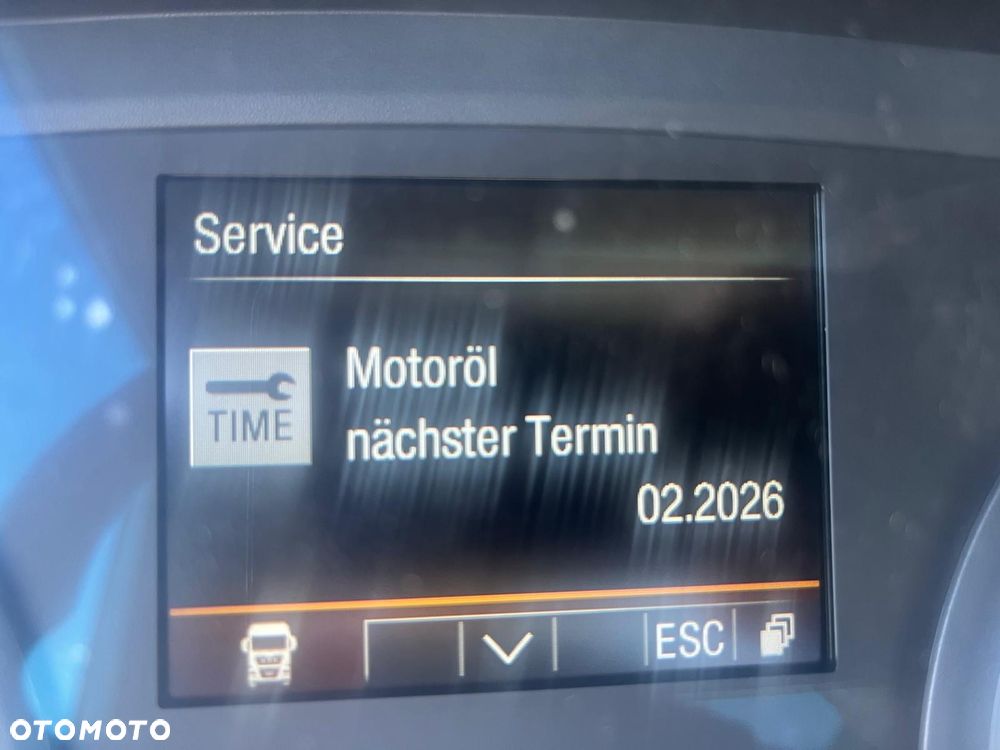 Service
TIME
Motoröl
nächster Termin
02.2026
ESC
OTOMOTO